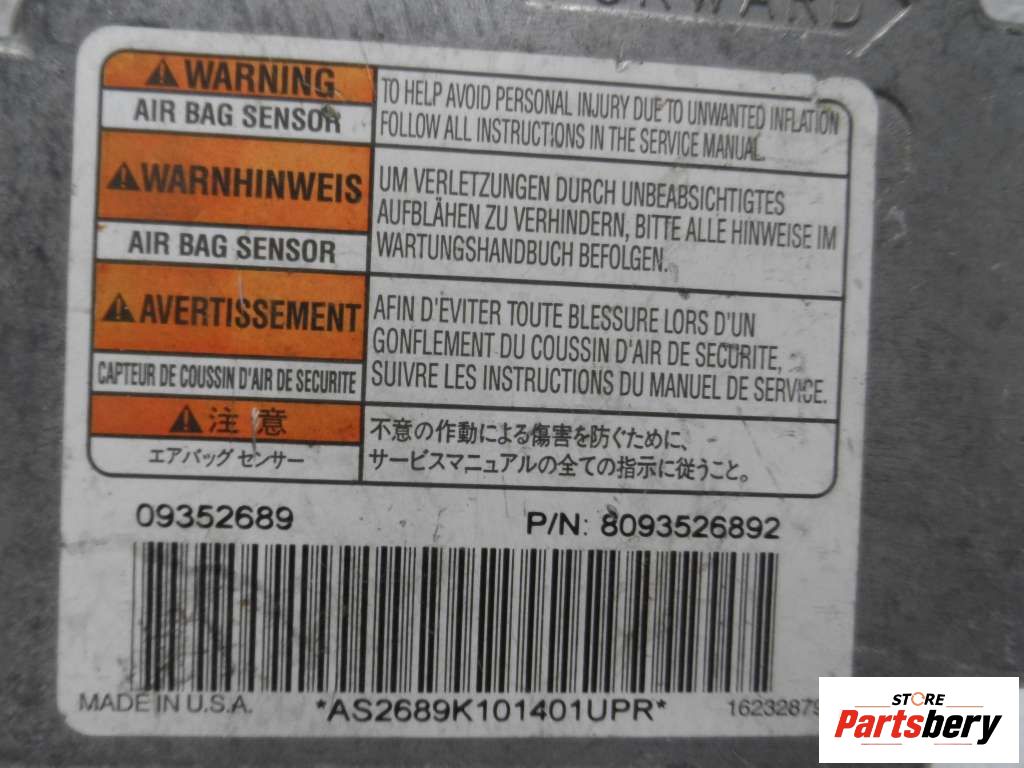 FORWARD
WARNING
AIR BAG SENSOR
TO HELP AVOID PERSONAL INJURY DUE TO UNWANTED INFLATION
FOLLOW ALL INSTRUCTIONS IN THE SERVICE MANUAL.
WARNHINWEIS
AIR BAG SENSOR
UM VERLETZUNGEN DURCH UNBEABSICHTIGTES
AUFBLÄHEN ZU VERHINDERN, BITTE ALLE HINWEISE IM
WARTUNGSHANDBUCH BEFOLGEN.
AVERTISSEMENT
CAPTEUR DE COUSSIN D'AIR DE SECURITE
AFIN D'ÉVITER TOUTE BLESSURE LORS D'UN
GONFLEMENT DU COUSSIN D'AIR DE SECURITE,
SUIVRE LES INSTRUCTIONS DU MANUEL DE SERVICE.
注意
エアバッグ センサー
不意の作動による傷害を防ぐために、
サービスマニュアルの全ての指示に従うこと。
09352689 P/N: 8093526892
MADE IN U.S.A. *AS2689K101401UPR* 1623287
STORE
Partsbery